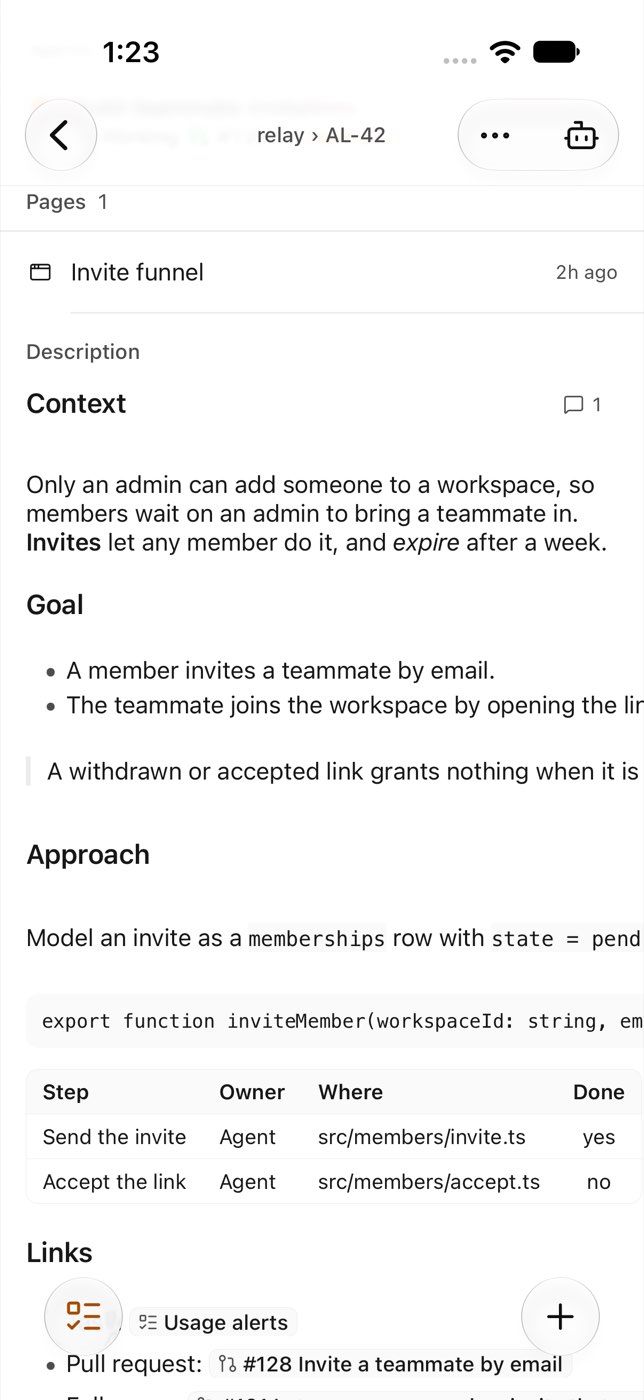 1:23
relay › AL-42
Pages 1
Invite funnel 2h ago
Description
Context 1
Only an admin can add someone to a workspace, so
members wait on an admin to bring a teammate in.
Invites let any member do it, and expire after a week.
Goal
• A member invites a teammate by email.
• The teammate joins the workspace by opening the
A withdrawn or accepted link grants nothing when it is
Approach
Model an invite as a memberships row with state = pend
export function inviteMember(workspaceId: string, em
Step Owner Where Done
Send the invite Agent src/members/invite.ts yes
Accept the link Agent src/members/accept.ts no
Links
Usage alerts
• Pull request: #128 Invite a teammate by email